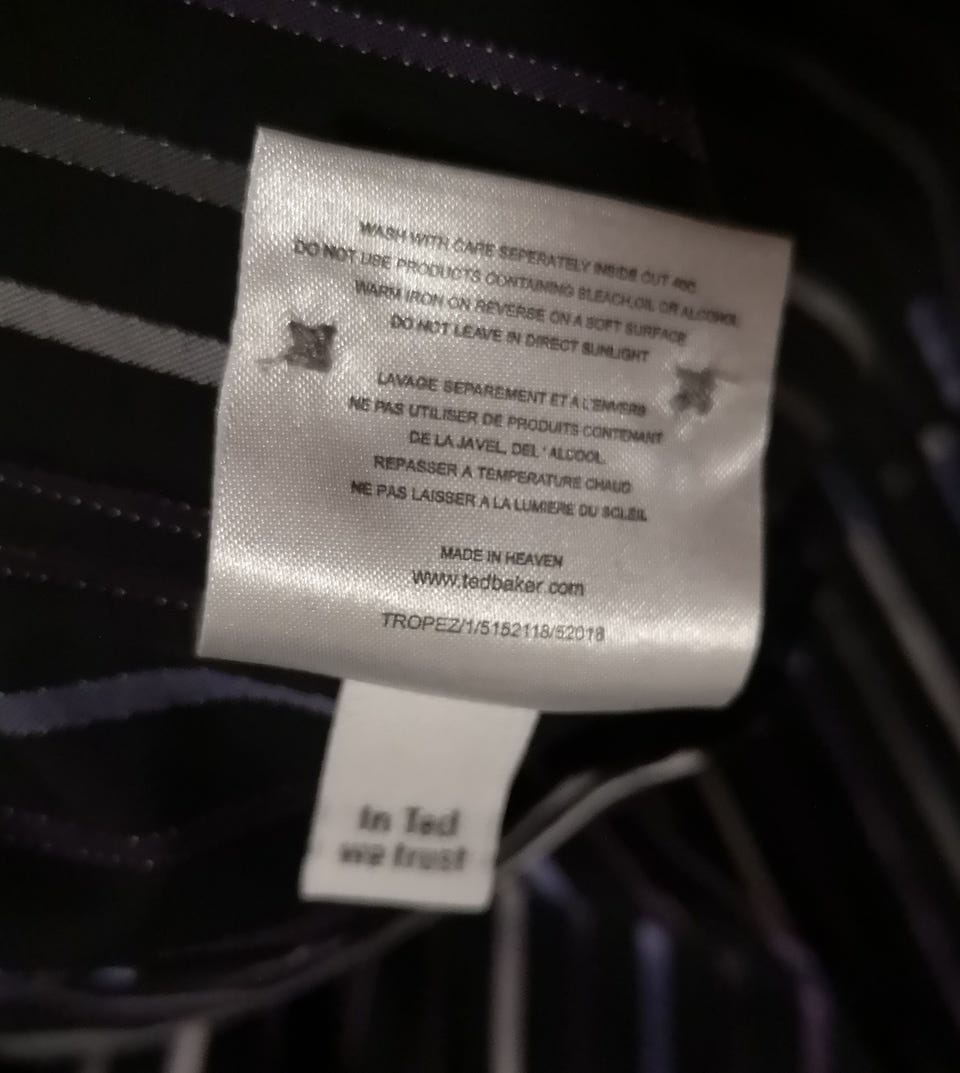 WASH WITH CARE SEPERATELY INSIDE OUT 40C
DO NOT USE PRODUCTS CONTAINING BLEACH,OIL OR ALCOHOL
WARM IRON ON REVERSE ON A SOFT SURFACE
DO NOT LEAVE IN DIRECT SUNLIGHT
LAVAGE SEPAREMENT ET A L'ENVERS
NE PAS UTILISER DE PRODUITS CONTENANT
DE LA JAVEL, DEL ' ALCOOL
REPASSER A TEMPERATURE CHAUD
NE PAS LAISSER A LA LUMIERE DU SOLEIL
MADE IN HEAVEN
www.tedbaker.com
TROPEZ/1/5152118/52018
In Ted
we trust